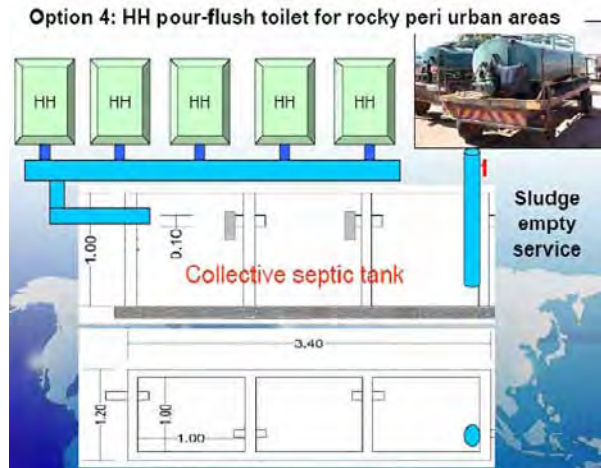 Option 4: HH pour-flush toilet for rocky peri urban areas
HH
HH
HH
HH
HH
Sludge
empty
service
1.00
0.10
Collective septic tank
3.40
1.20
1.00
1.00